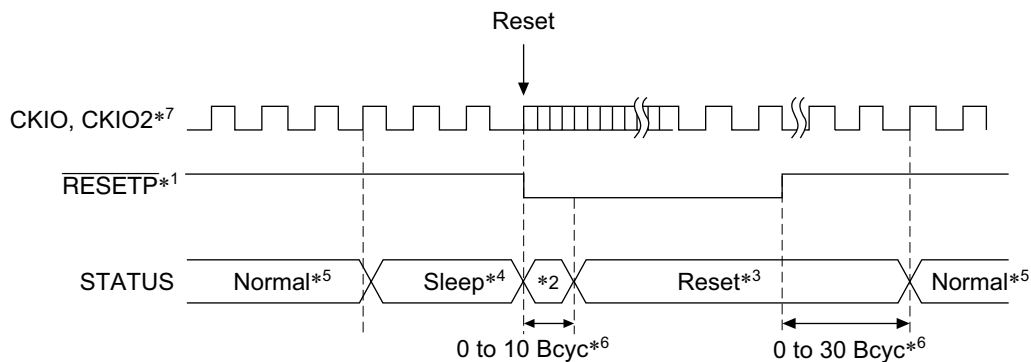 Reset
CKIO, CKIO2*7
RESETP*1
STATUS Normal*5 Sleep*4 *2 Reset*3 Normal*5
0 to 10 Bcyc*6 0 to 30 Bcyc*6